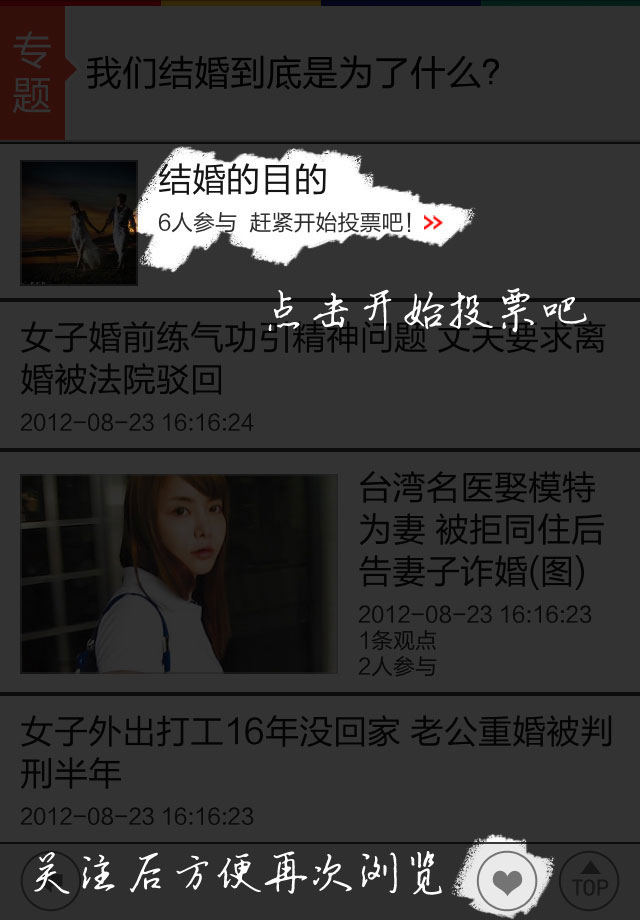 专题
我们结婚到底是为了什么?
结婚的目的
6人参与 赶紧开始投票吧! >>
点击开始投票吧
女子婚前练气功引精神问题 丈夫要求离
婚被法院驳回
2012-08-23 16:16:24
台湾名医娶模特
为妻 被拒同住后
告妻子诈婚(图)
2012-08-23 16:16:23
1条观点
2人参与
女子外出打工16年没回家 老公重婚被判
刑半年
2012-08-23 16:16:23
关注后方便再次浏览
TOP